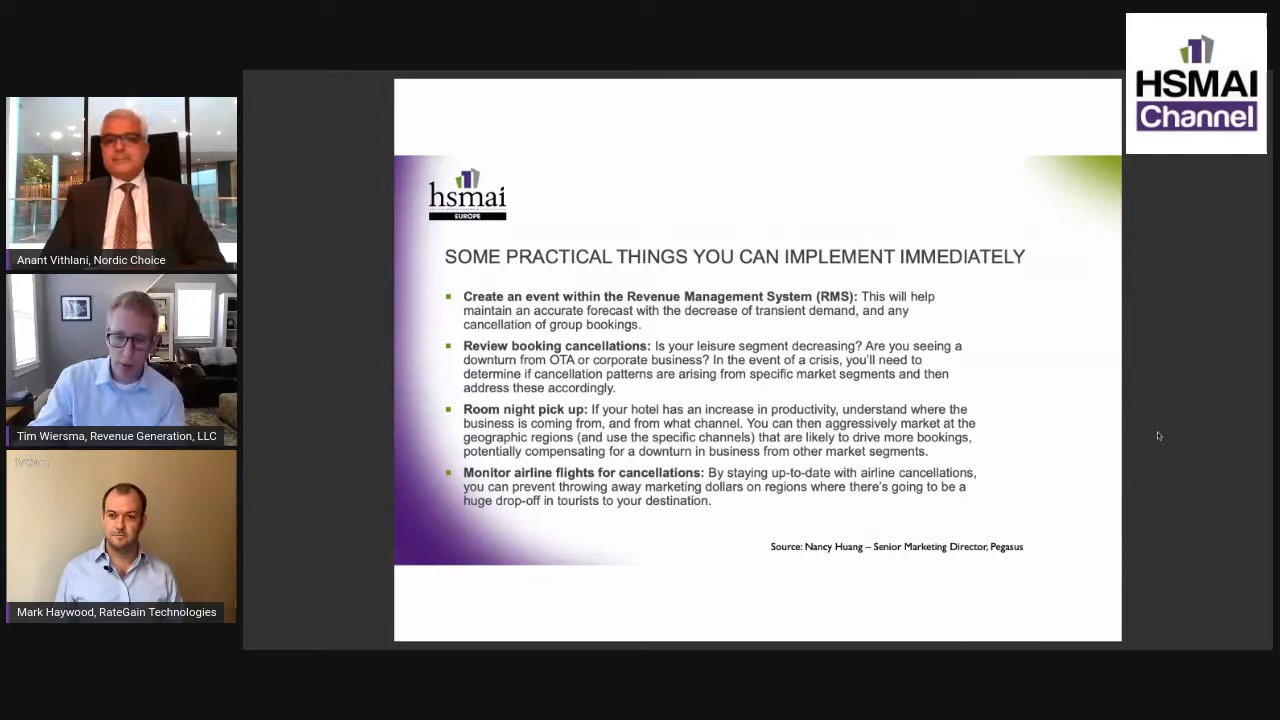 HSMAI
Channel
Anant Vithlani, Nordic Choice
Tim Wiersma, Revenue Generation, LLC
iVCam
Mark Haywood, RateGain Technologies
hsmai
EUROPE
SOME PRACTICAL THINGS YOU CAN IMPLEMENT IMMEDIATELY
Create an event within the Revenue Management System (RMS): This will help
maintain an accurate forecast with the decrease of transient demand, and any
cancellation of group bookings.
Review booking cancellations: Is your leisure segment decreasing? Are you seeing a
downturn from OTA or corporate business? In the event of a crisis, you'll need to
determine if cancellation patterns are arising from specific market segments and then
address these accordingly.
Room night pick up: If your hotel has an increase in productivity, understand where the
business is coming from, and from what channel. You can then aggressively market at the
geographic regions (and use the specific channels) that are likely to drive more bookings,
potentially compensating for a downturn in business from other market segments.
Monitor airline flights for cancellations: By staying up-to-date with airline cancellations,
you can prevent throwing away marketing dollars on regions where there's going to be a
huge drop-off in tourists to your destination.
Source: Nancy Huang – Senior Marketing Director, Pegasus